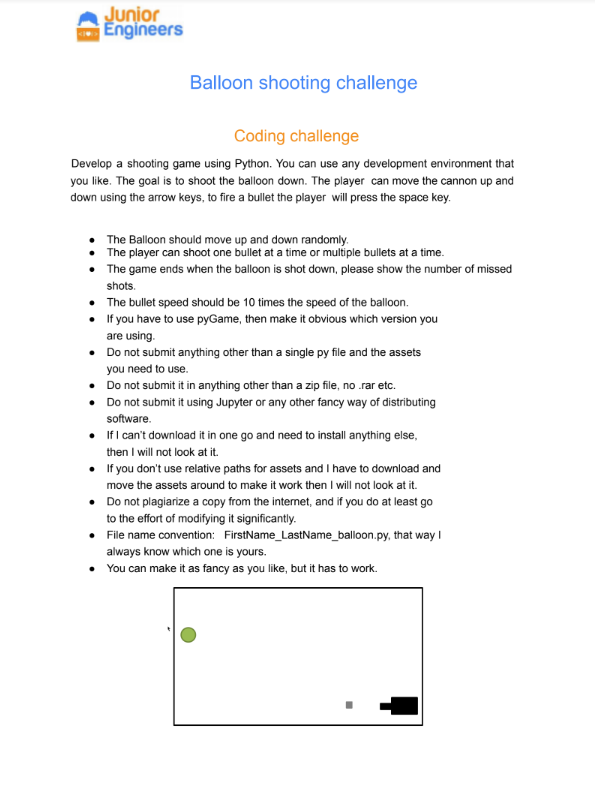 Junior
Engineers
Balloon shooting challenge
Coding challenge
Develop a shooting game using Python. You can use any development environment that
you like. The goal is to shoot the balloon down. The player can move the cannon up and
down using the arrow keys, to fire a bullet the player will press the space key.
● The Balloon should move up and down randomly.
● The player can shoot one bullet at a time or multiple bullets at a time.
● The game ends when the balloon is shot down, please show the number of missed
shots.
● The bullet speed should be 10 times the speed of the balloon.
● If you have to use pyGame, then make it obvious which version you
are using.
● Do not submit anything other than a single py file and the assets
you need to use.
● Do not submit it in anything other than a zip file, no .rar etc.
● Do not submit it using Jupyter or any other fancy way of distributing
software.
● If I can't download it in one go and need to install anything else,
then I will not look at it.
● If you don't use relative paths for assets and I have to download and
move the assets around to make it work then I will not look at it.
● Do not plagiarize a copy from the internet, and if you do at least go
to the effort of modifying it significantly.
● File name convention: FirstName_LastName_balloon.py, that way I
always know which one is yours.
● You can make it as fancy as you like, but it has to work.